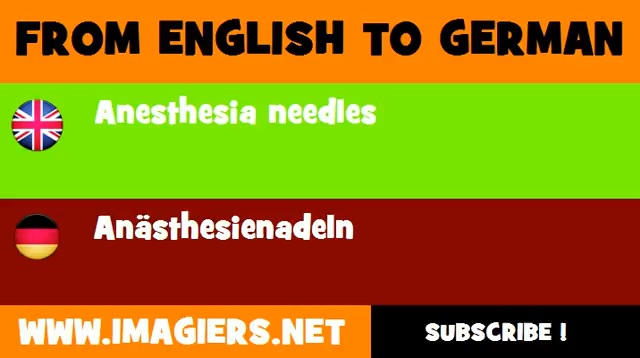 FROM ENGLISH TO GERMAN
Anesthesia needles
Anästhesienadeln
WWW.IMAGIERS.NET
SUBSCRIBE !